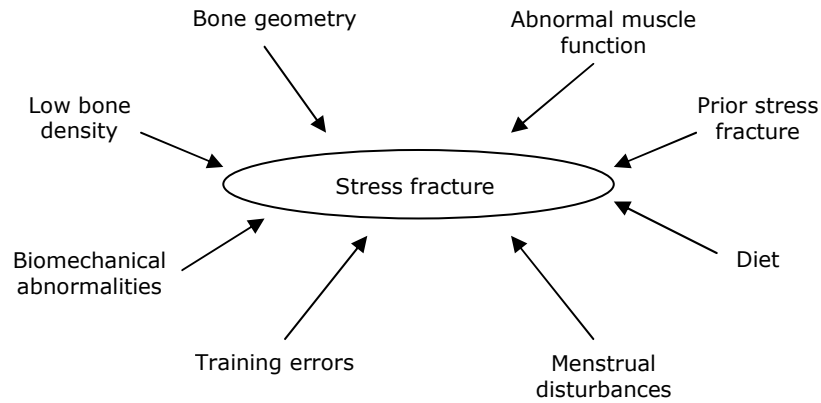 Bone geometry
Abnormal muscle
function
Low bone
density
Prior stress
fracture
Stress fracture
Biomechanical
abnormalities
Diet
Training errors
Menstrual
disturbances